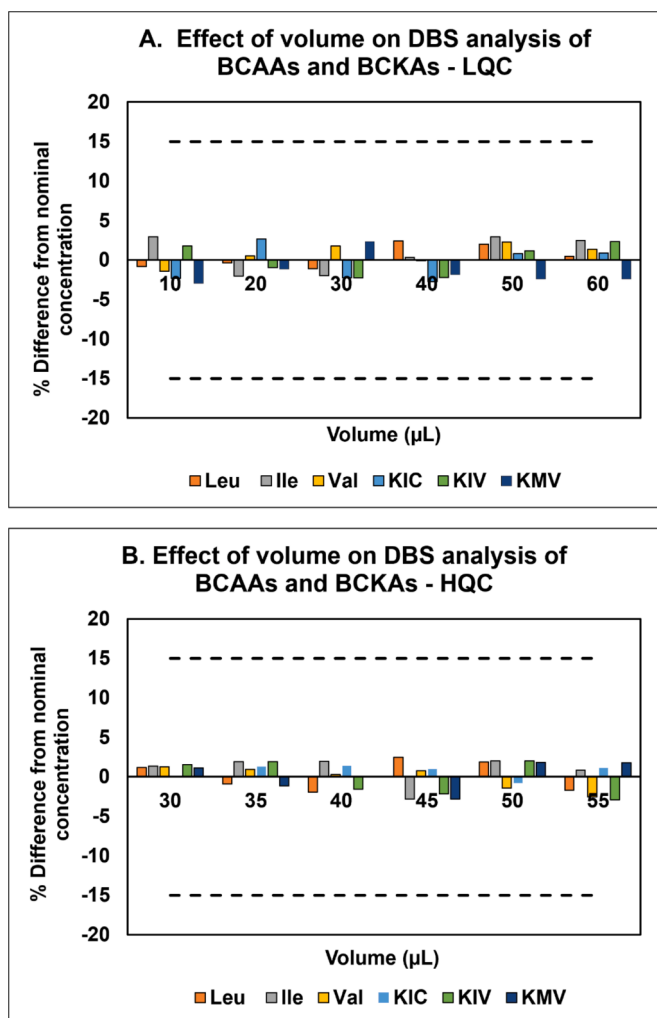 A. Effect of volume on DBS analysis of
BCAAs and BCKAs - LQC
% Difference from nominal
concentration
20
15
10
5
0
-5
-10
-15
-20
10 20 30 40 50 60
Volume (µL)
Leu Ile Val KIC KIV KMV
B. Effect of volume on DBS analysis of
BCAAs and BCKAs - HQC
% Difference from nominal
concentration
20
15
10
5
0
-5
-10
-15
-20
30 35 40 45 50 55
Volume (µL)
Leu Ile Val KIC KIV KMV